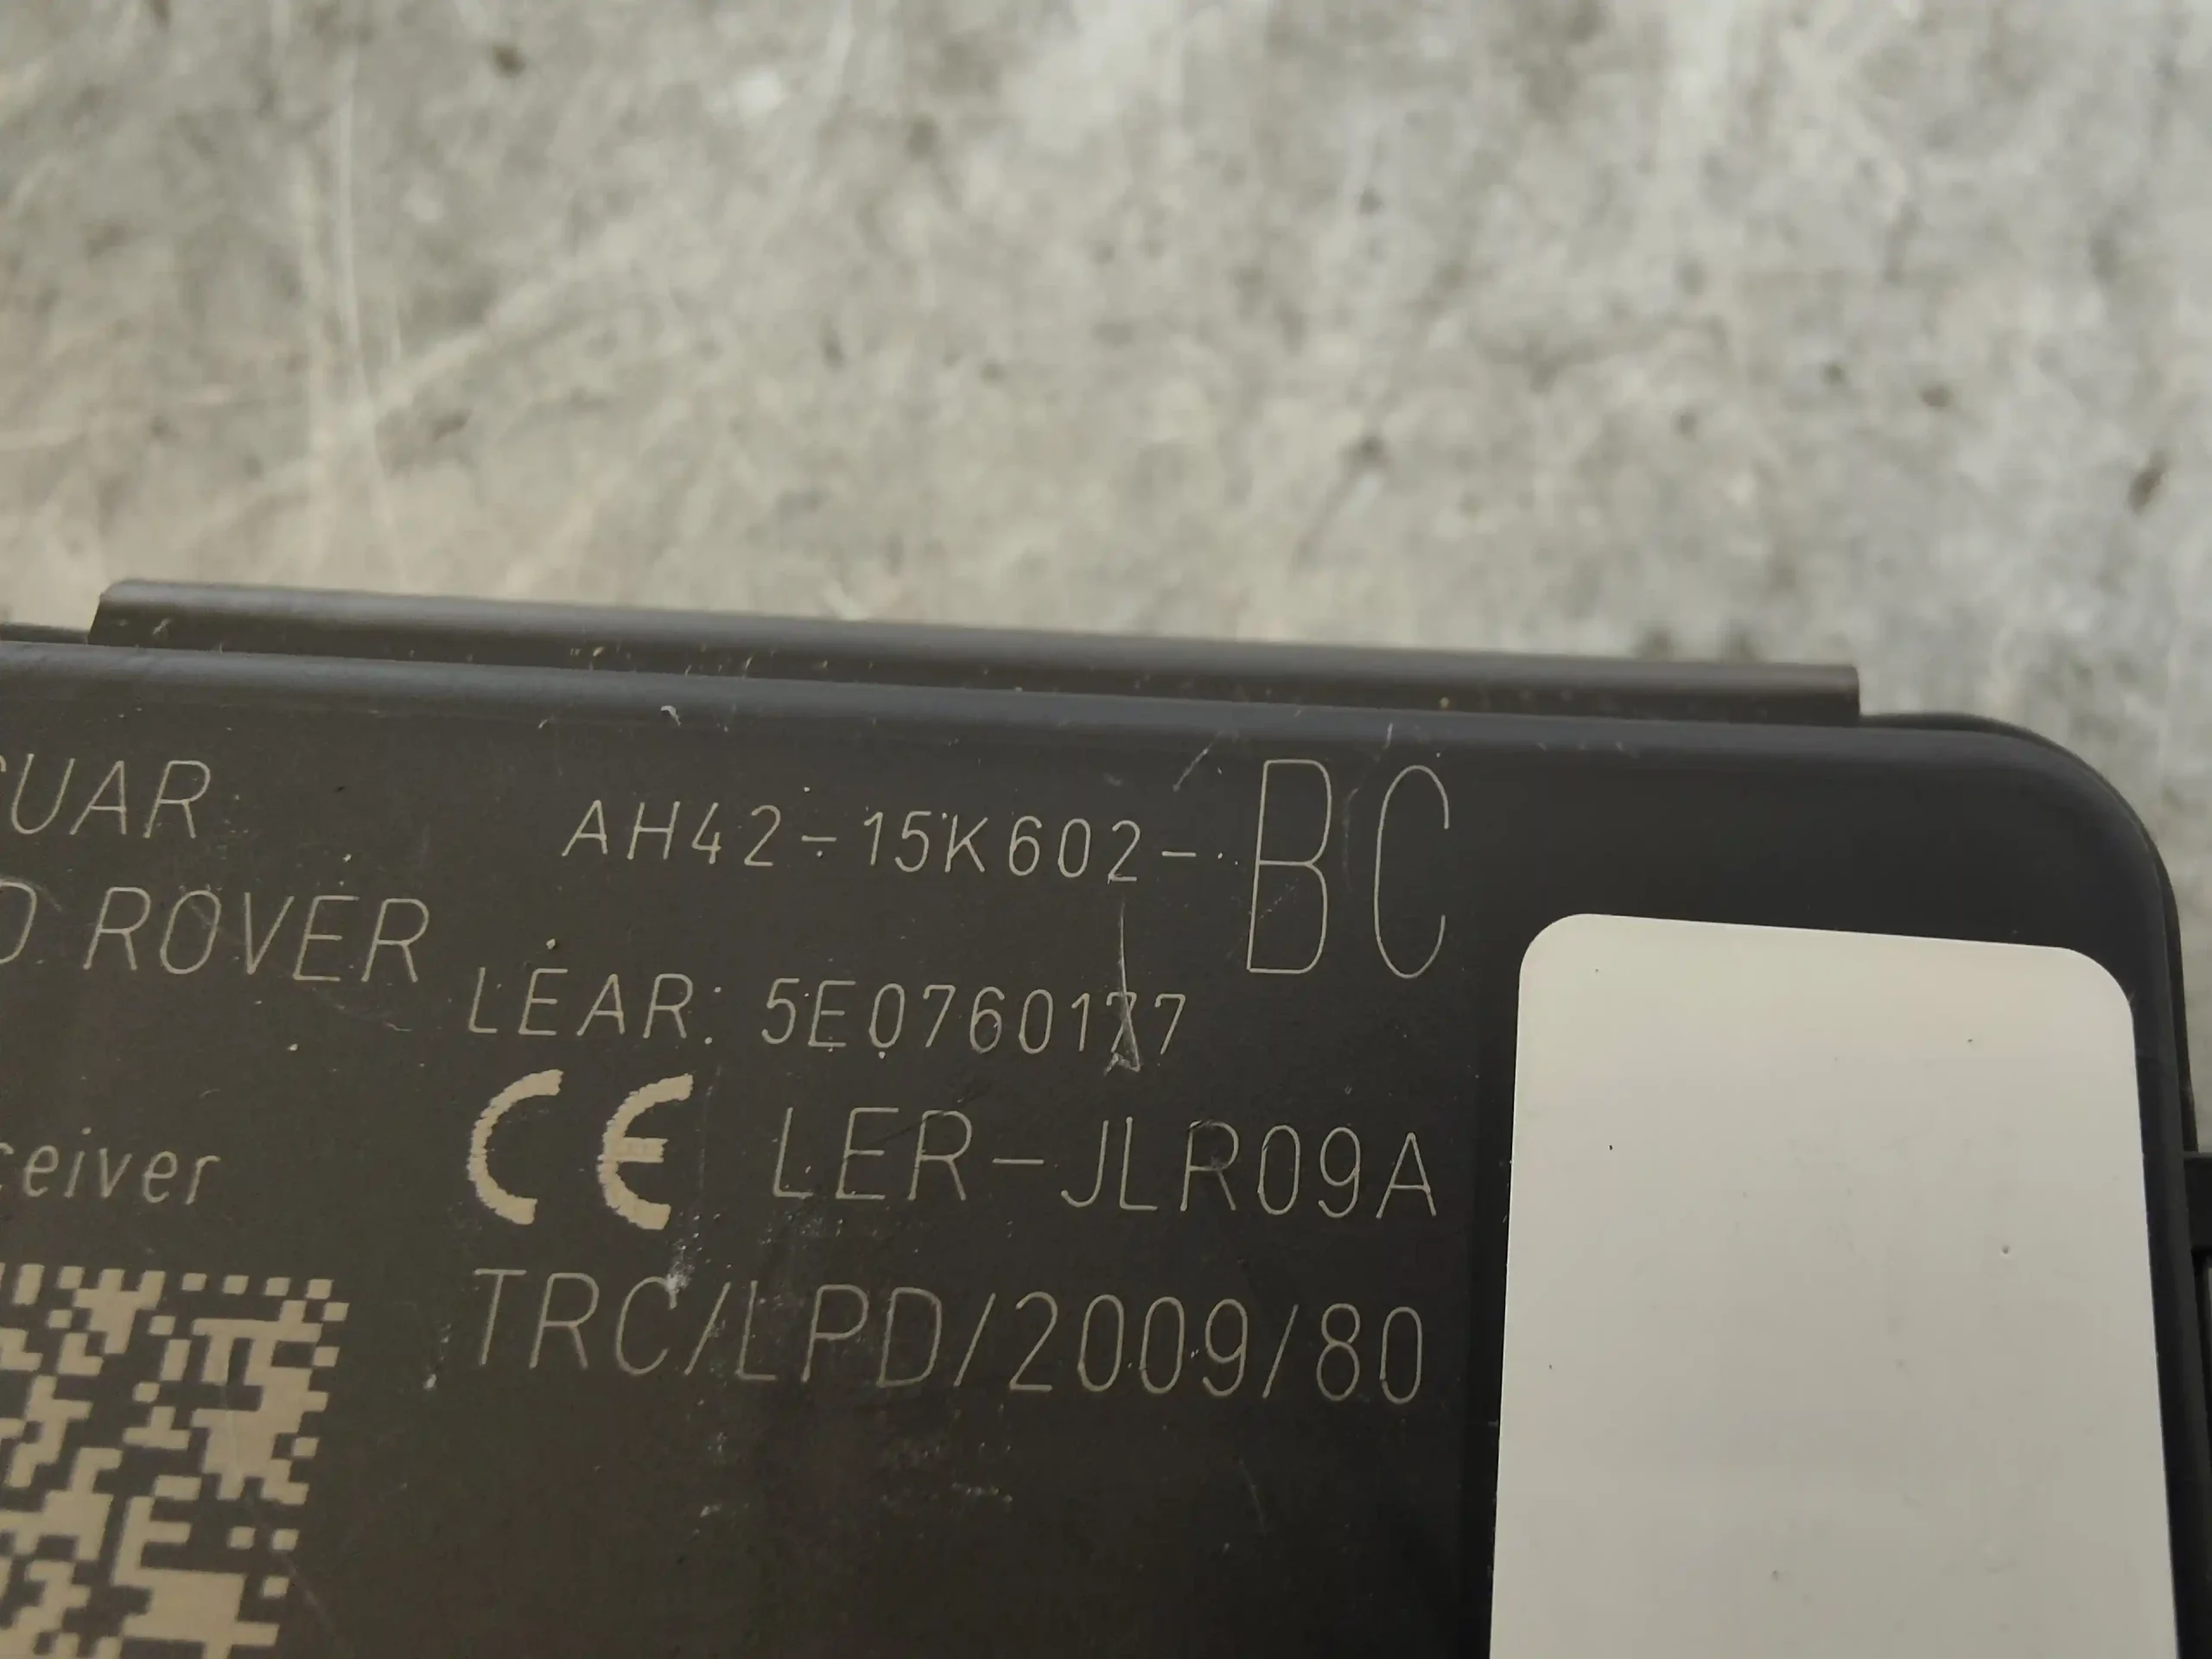 GUAR
AH42-15K602-BC
D ROVER
LEAR: 5E0760177
CE LER-JLR09A
ceiver
TRC/LPD/2009/80